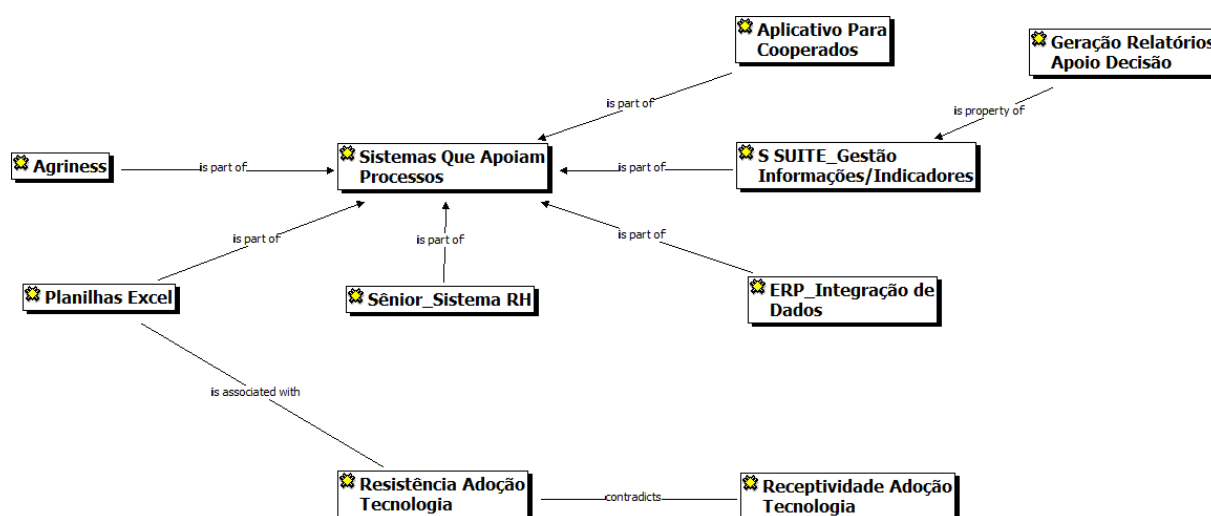 Aplicativo Para
Cooperados
Geração Relatórios
Apoio Decisão
is part of
is property of
Agriness
is part of
Sistemas Que Apoiam
Processos
is part of
S SUITE_Gestão
Informações/Indicadores
is part of
is part of
is part of
Planilhas Excel
Sênior_Sistema RH
ERP_Integração de
Dados
is associated with
Resistência Adoção
Tecnologia
contradicts
Receptividade Adoção
Tecnologia